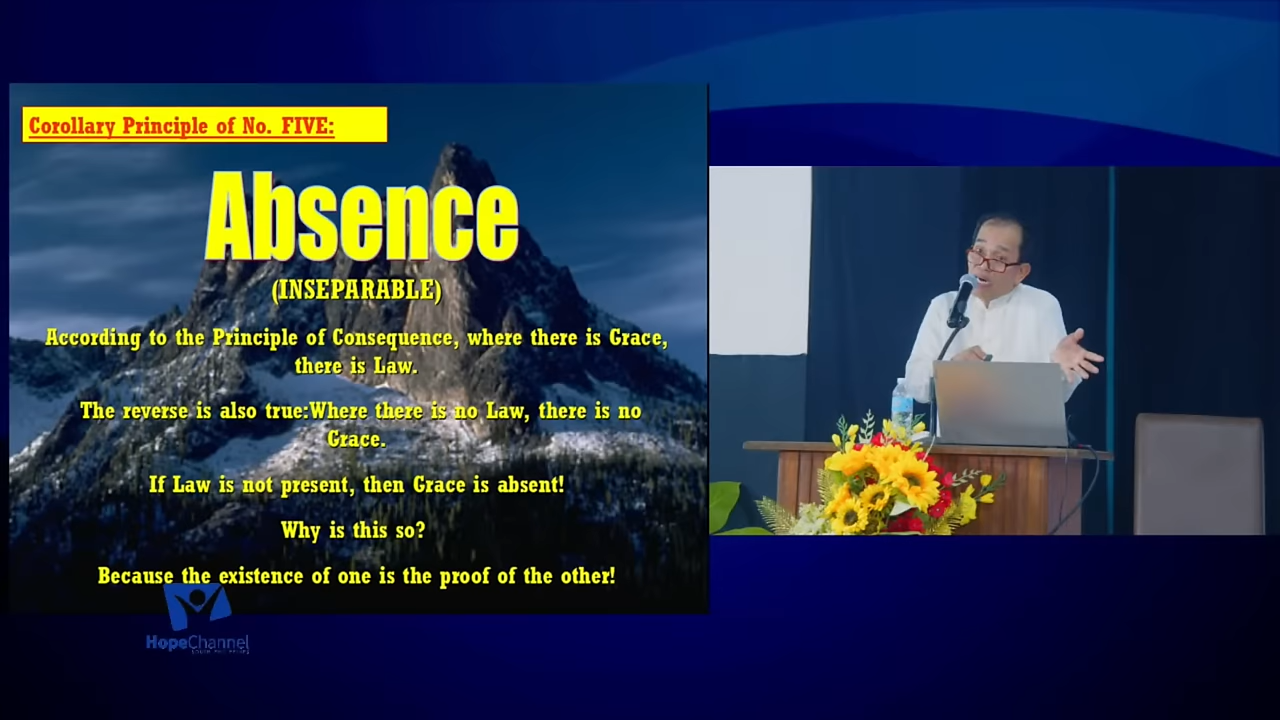 Corollary Principle of No. FIVE:
Absence
(INSEPARABLE)
According to the Principle of Consequence, where there is Grace,
there is Law.
The reverse is also true:Where there is no Law, there is no
Grace.
If Law is not present, then Grace is absent!
Why is this so?
Because the existence of one is the proof of the other!
HopeChannel